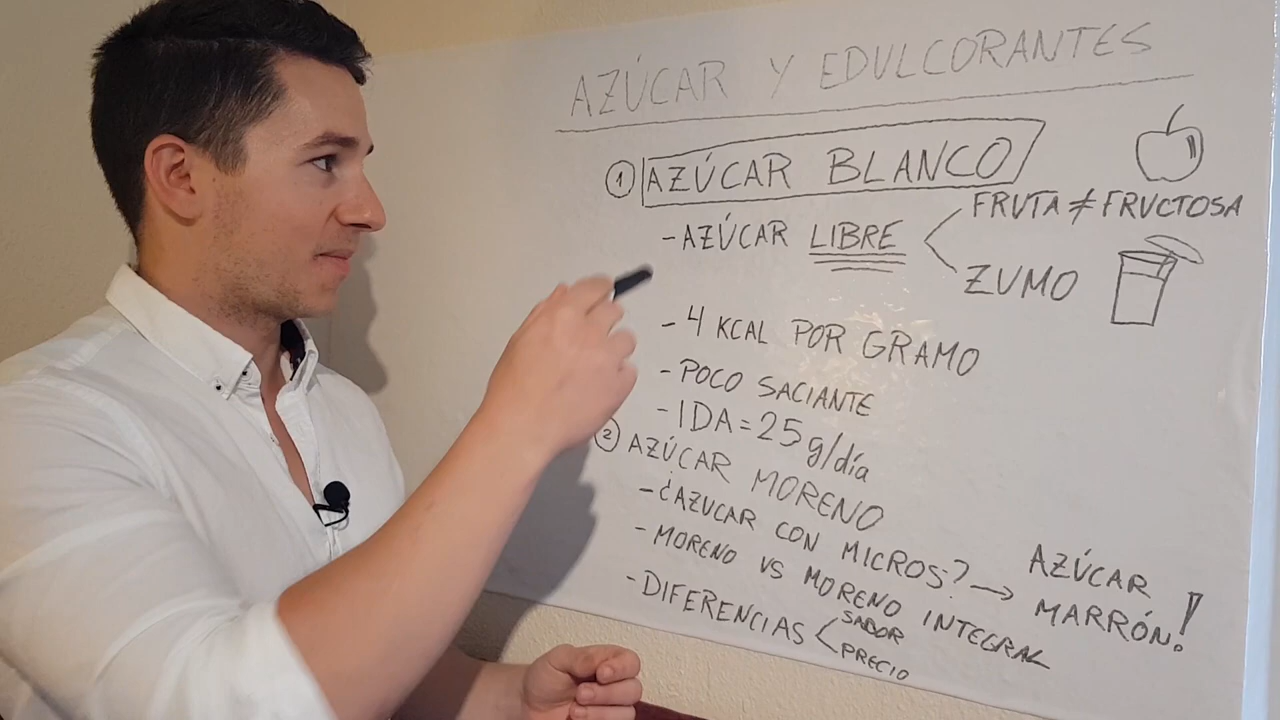 AZÚCAR Y EDULCORANTES
① AZÚCAR BLANCO
- AZÚCAR LIBRE < FRUTA ≠ FRUCTOSA
ZUMO
- 4 KCAL POR GRAMO
- POCO SACIANTE
- IDA = 25 g/día
② AZÚCAR MORENO
- ¿AZUCAR CON MICROS? → AZÚCAR MARRÓN!
- MORENO VS MORENO INTEGRAL
- DIFERENCIAS < SABOR
PRECIO